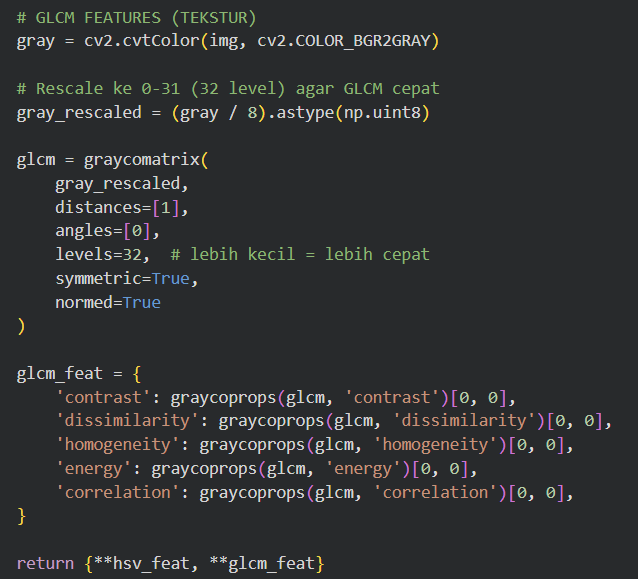 # GLCM FEATURES (TEKSTUR)
gray = cv2.cvtColor(img, cv2.COLOR_BGR2GRAY)

# Rescale ke 0-31 (32 level) agar GLCM cepat
gray_rescaled = (gray / 8).astype(np.uint8)

glcm = graycomatrix(
    gray_rescaled,
    distances=[1],
    angles=[0],
    levels=32,  # lebih kecil = lebih cepat
    symmetric=True,
    normed=True
)

glcm_feat = {
    'contrast': graycoprops(glcm, 'contrast')[0, 0],
    'dissimilarity': graycoprops(glcm, 'dissimilarity')[0, 0],
    'homogeneity': graycoprops(glcm, 'homogeneity')[0, 0],
    'energy': graycoprops(glcm, 'energy')[0, 0],
    'correlation': graycoprops(glcm, 'correlation')[0, 0],
}

return {**hsv_feat, **glcm_feat}